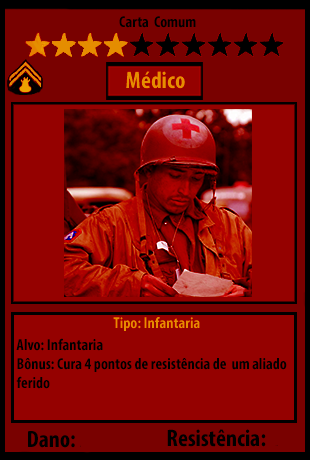 Carta Comum
Médico
Tipo: Infantaria
Alvo: Infantaria
Bônus: Cura 4 pontos de resistência de um aliado
ferido
Dano: Resistência: